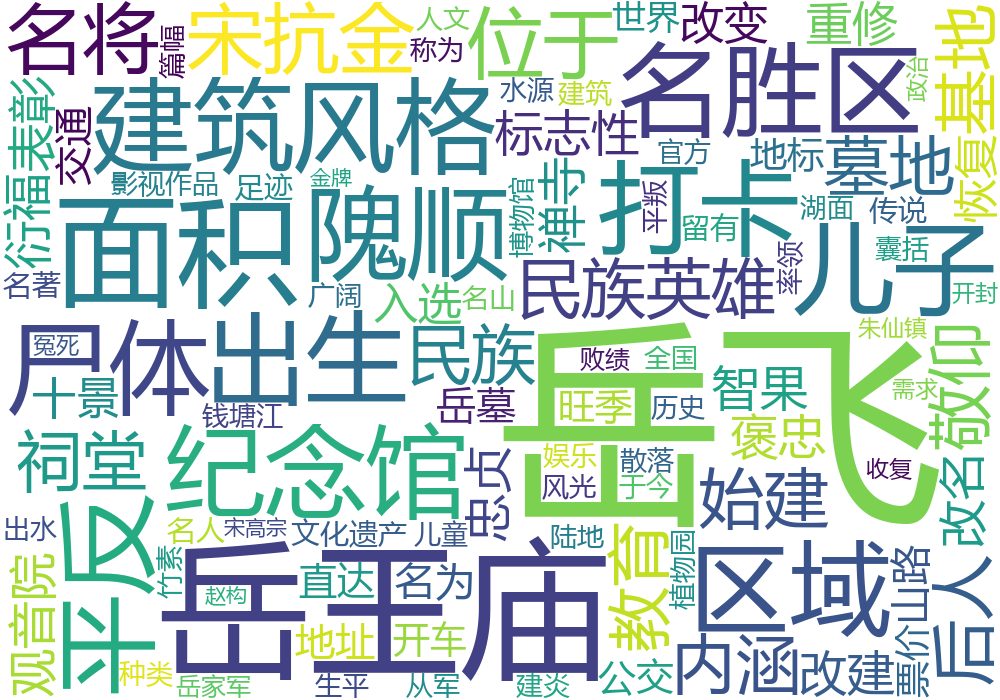 名将
篇幅
宋抗金
人文
称为
位于
世界
改变
重修
基地
建筑风格
水源
建筑
标志性
名胜区
政治
衍福表彰
交通
影视作品
足迹
金牌
面积
隗顺
博物馆
禅寺
打卡
平叛
官方
地标
墓地
恢复
留有
湖面
传说
率领
儿子
囊括
开封
名著
广阔
入选
名山
民族英雄
冤死
尸体
出生
民族
岳飞
败绩
全国
朱仙镇
敬仰
十景
钱塘江
岳墓
旺季
历史
智果
需求
褒忠
祠堂
纪念馆
忠贞
娱乐
散落
风光
于今
收复
始建
改名
出水
平反
名人
宋高宗
文化遗产
儿童
陆地
竹素
岳王庙
教育
植物园
区域
山路
后人
观音院
赵构
直达
名为
地址
开车
种类
岳家军
生平
从军
建炎
公交
内涵
改建
票价